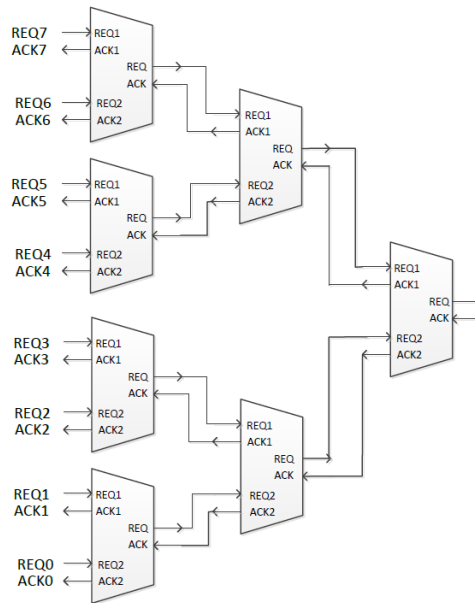 REQ7
ACK7
REQ1
ACK1
REQ
ACK
REQ6
ACK6
REQ2
ACK2
REQ1
ACK1
REQ
ACK
REQ2
ACK2
REQ5
ACK5
REQ1
ACK1
REQ
ACK
REQ4
ACK4
REQ2
ACK2
REQ1
ACK1
REQ
ACK
REQ2
ACK2
REQ3
ACK3
REQ1
ACK1
REQ
ACK
REQ2
ACK2
REQ2
ACK2
REQ1
ACK1
REQ
ACK
REQ2
ACK2
REQ1
ACK1
REQ1
ACK1
REQ
ACK
REQ0
ACK0
REQ2
ACK2